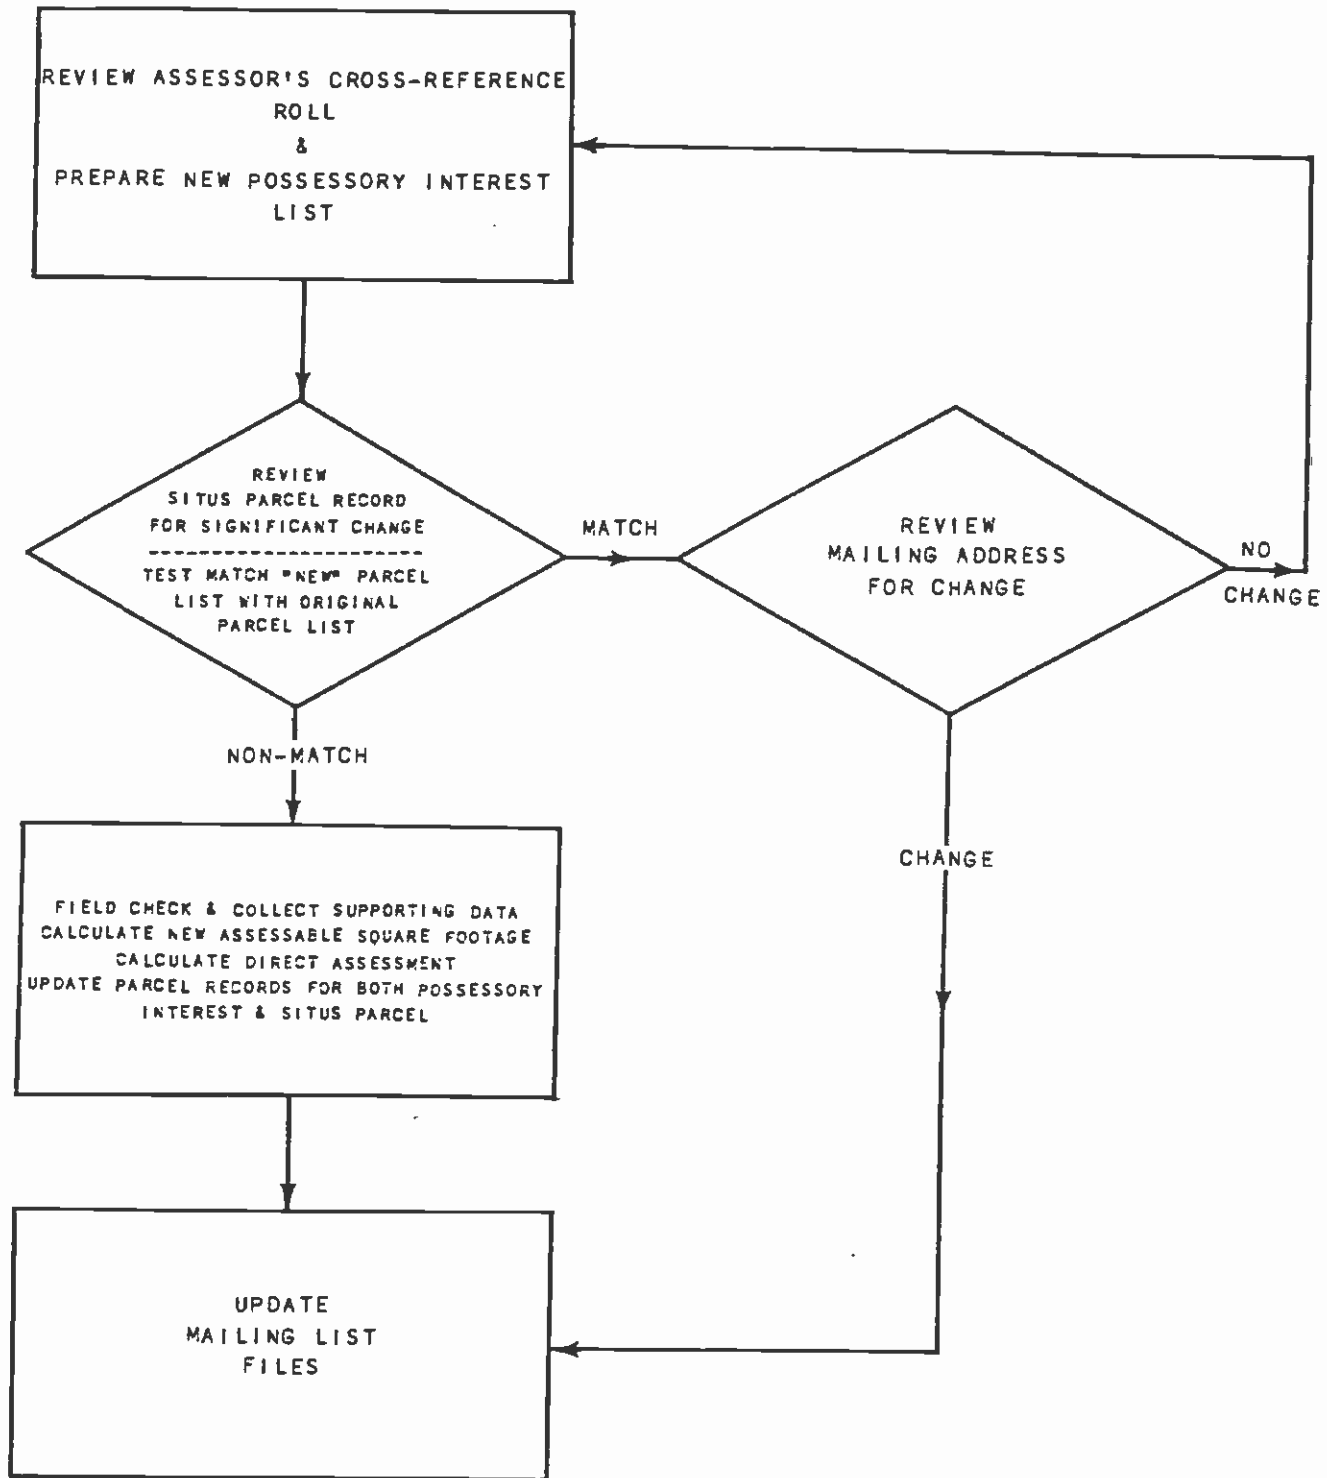 REVIEW ASSESSOR'S CROSS-REFERENCE
ROLL
&
PREPARE NEW POSSESSORY INTEREST
LIST
REVIEW
SITUS PARCEL RECORD
FOR SIGNIFICANT CHANGE
----------------------
TEST MATCH "NEW" PARCEL
LIST WITH ORIGINAL
PARCEL LIST
MATCH
REVIEW
MAILING ADDRESS
FOR CHANGE
NO
CHANGE
NON-MATCH
CHANGE
FIELD CHECK & COLLECT SUPPORTING DATA
CALCULATE NEW ASSESSABLE SQUARE FOOTAGE
CALCULATE DIRECT ASSESSMENT
UPDATE PARCEL RECORDS FOR BOTH POSSESSORY
INTEREST & SITUS PARCEL
UPDATE
MAILING LIST
FILES